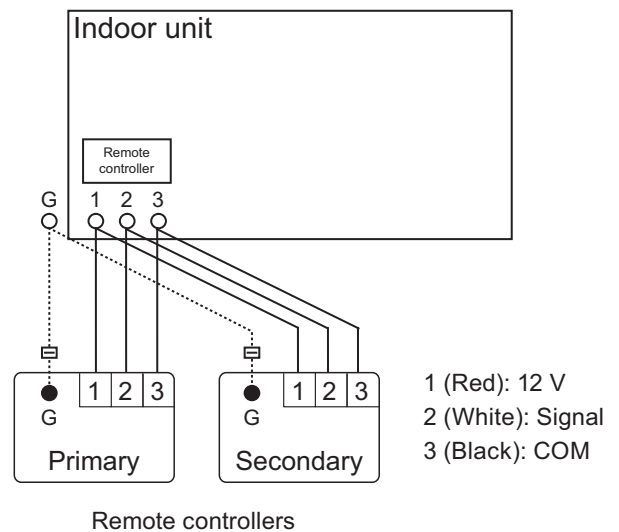 Indoor unit
Remote
controller
G 1 2 3
1 2 3
G
Primary
1 2 3
G
Secondary
1 (Red): 12 V
2 (White): Signal
3 (Black): COM
Remote controllers